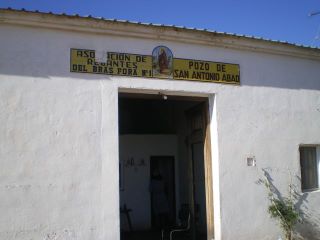 ASOCIACION DE
REGANTES
DEL BRAS PORA Nº1
POZO DE
SAN ANTONIO ABAD